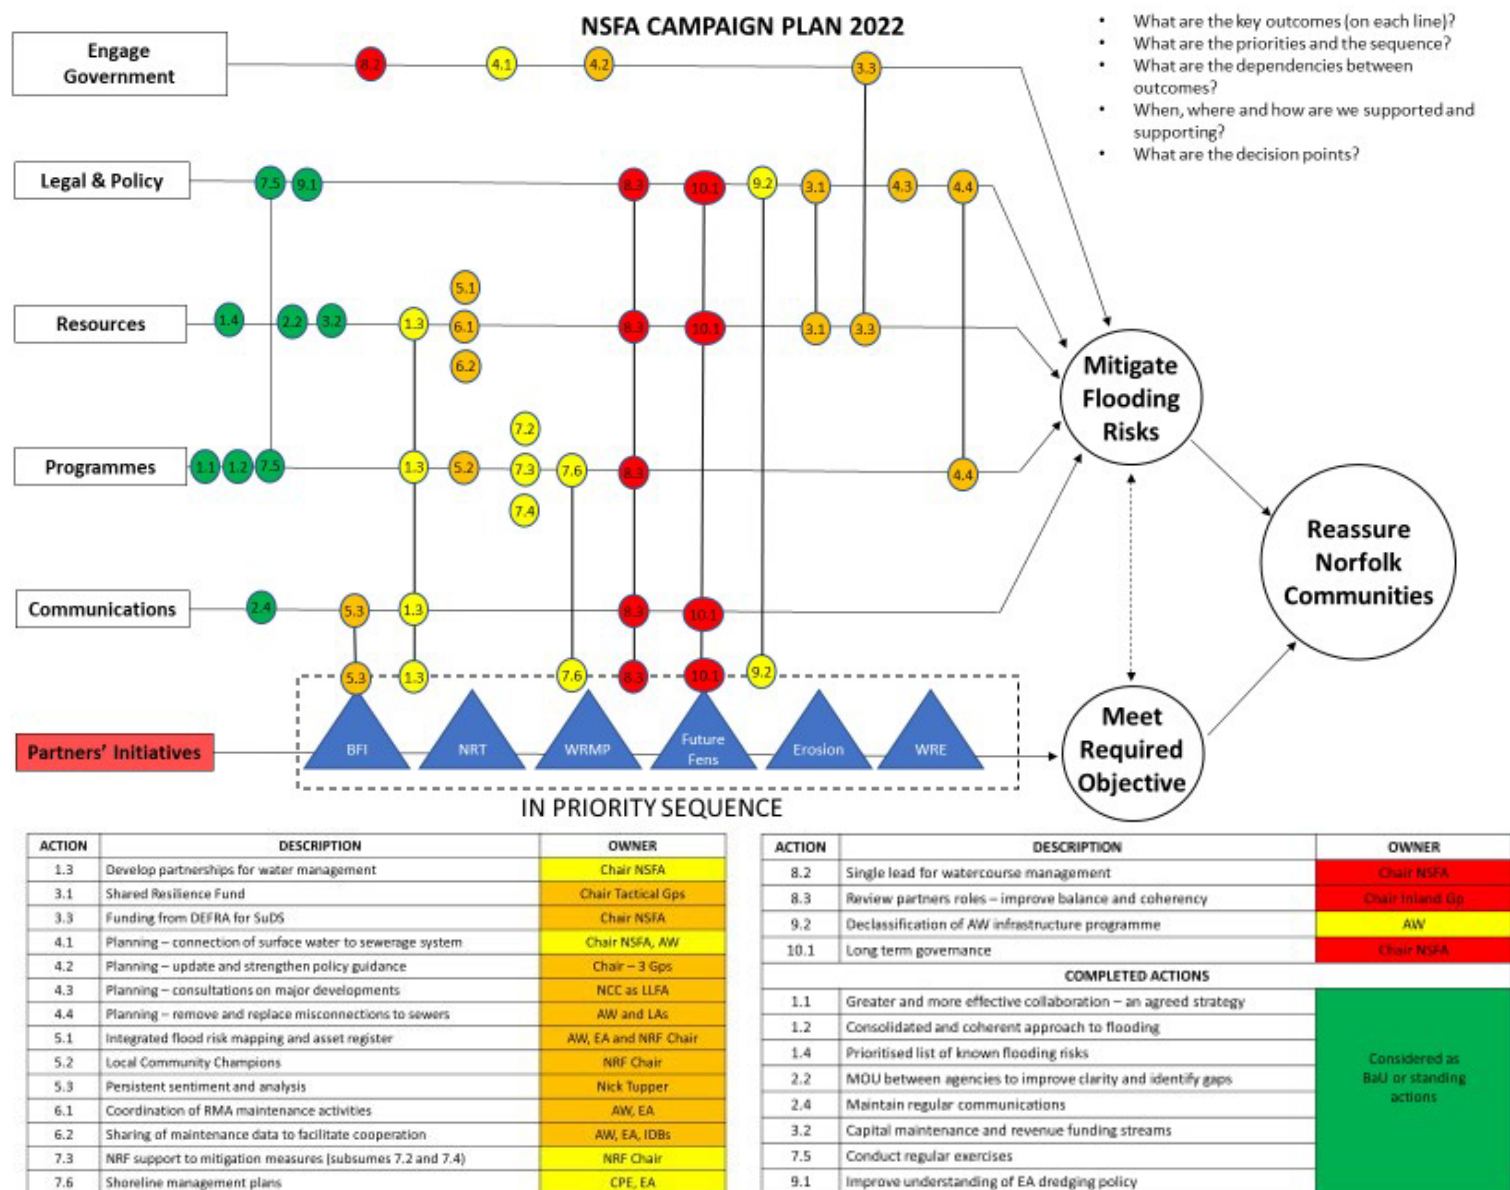 NSFA CAMPAIGN PLAN 2022
• What are the key outcomes (on each line)?
• What are the priorities and the sequence?
• What are the dependencies between
outcomes?
• When, where and how are we supported and
supporting?
• What are the decision points?
Engage
Government
8.2 4.1 4.2 3.3
Legal & Policy
7.5 9.1 8.3 10.1 9.2 3.1 4.3 4.4
5.1
Resources
1.4 2.2 3.2 1.3 6.1 8.3 10.1 3.1 3.3
6.2
7.2
Programmes
1.1 1.2 7.5 1.3 5.2 7.3 7.6 8.3 4.4
7.4
Communications
2.4 5.3 1.3 8.3 10.1
5.3 1.3 7.6 8.3 10.1 9.2
Partners' Initiatives
BFI
NRT
WRMP
Future
Fens
Erosion
WRE
Mitigate
Flooding
Risks
Meet
Required
Objective
Reassure
Norfolk
Communities
IN PRIORITY SEQUENCE
ACTION DESCRIPTION OWNER
1.3 Develop partnerships for water management Chair NSFA
3.1 Shared Resilience Fund Chair Tactical Gps
3.3 Funding from DEFRA for SuDS Chair NSFA
4.1 Planning – connection of surface water to sewerage system Chair NSFA, AW
4.2 Planning – update and strengthen policy guidance Chair – 3 Gps
4.3 Planning – consultations on major developments NCC as LLFA
4.4 Planning – remove and replace misconnections to sewers AW and LAs
5.1 Integrated flood risk mapping and asset register AW, EA and NRF Chair
5.2 Local Community Champions NRF Chair
5.3 Persistent sentiment and analysis Nick Tupper
6.1 Coordination of RMA maintenance activities AW, EA
6.2 Sharing of maintenance data to facilitate cooperation AW, EA, IDBs
7.3 NRF support to mitigation measures (subsumes 7.2 and 7.4) NRF Chair
7.6 Shoreline management plans CPE, EA
ACTION DESCRIPTION OWNER
8.2 Single lead for watercourse management Chair NSFA
8.3 Review partners roles – improve balance and coherency Chair Inland Gp
9.2 Declassification of AW infrastructure programme AW
10.1 Long term governance Chair NSFA
COMPLETED ACTIONS
1.1 Greater and more effective collaboration – an agreed strategy
1.2 Consolidated and coherent approach to flooding
1.4 Prioritised list of known flooding risks
2.2 MOU between agencies to improve clarity and identify gaps
2.4 Maintain regular communications
3.2 Capital maintenance and revenue funding streams
7.5 Conduct regular exercises
9.1 Improve understanding of EA dredging policy
Considered as
BaU or standing
actions